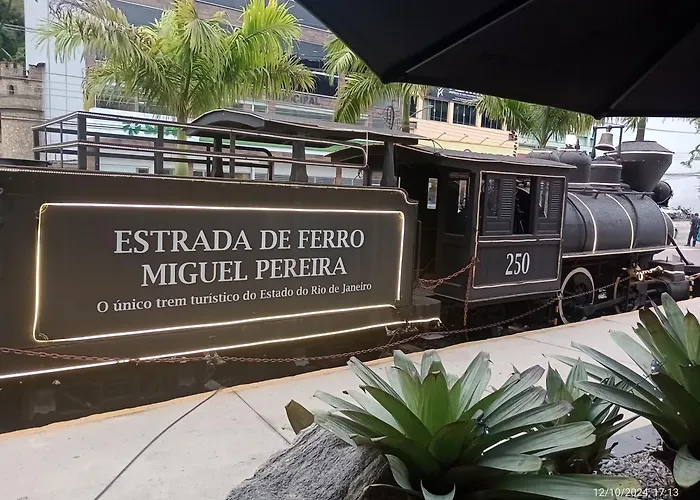 ESTRADA DE FERRO
MIGUEL PEREIRA
O único trem turístico do Estado do Rio de Janeiro
250
CIPAL
12/10/2024 17:13